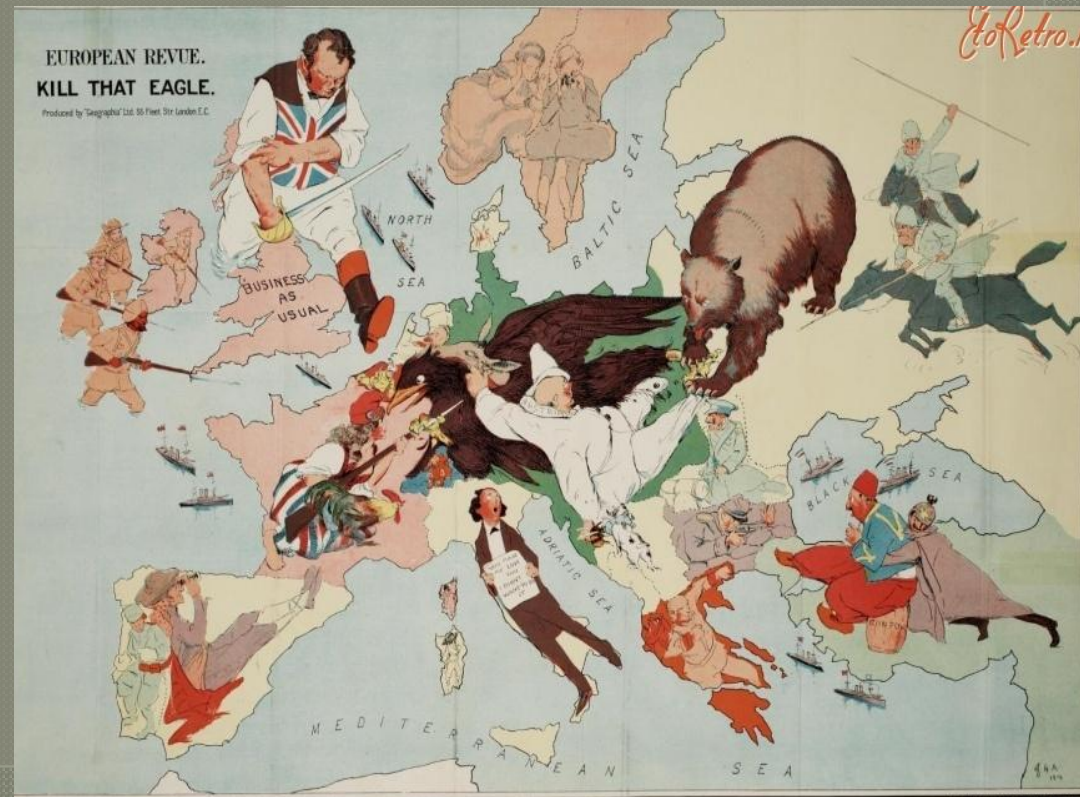 EUROPEAN REVUE.
KILL THAT EAGLE.
Produced by "Geographia" Ltd. 55 Fleet Str London E.C.
EtoRetro.
NORTH
SEA
BALTIC SEA
BUSINESS
AS
USUAL
BLACK SEA
ADRIATIC SEA
MEDITERRANEAN SEA